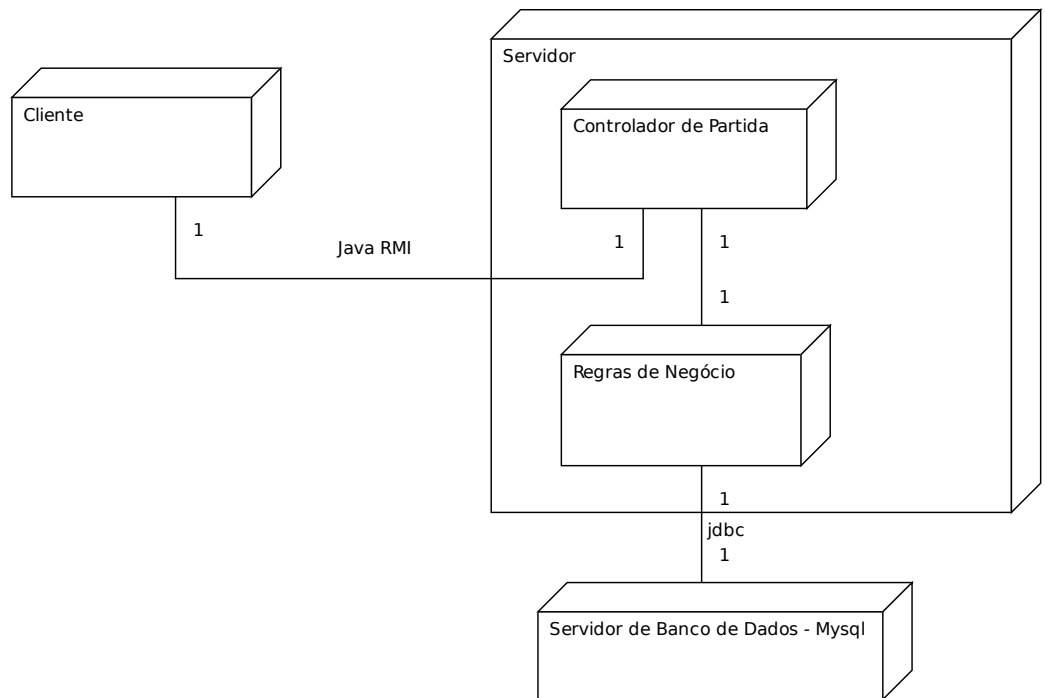 Servidor
Cliente
Controlador de Partida
1
Java RMI
1
1
1
Regras de Negócio
1
jdbc
1
Servidor de Banco de Dados - Mysql